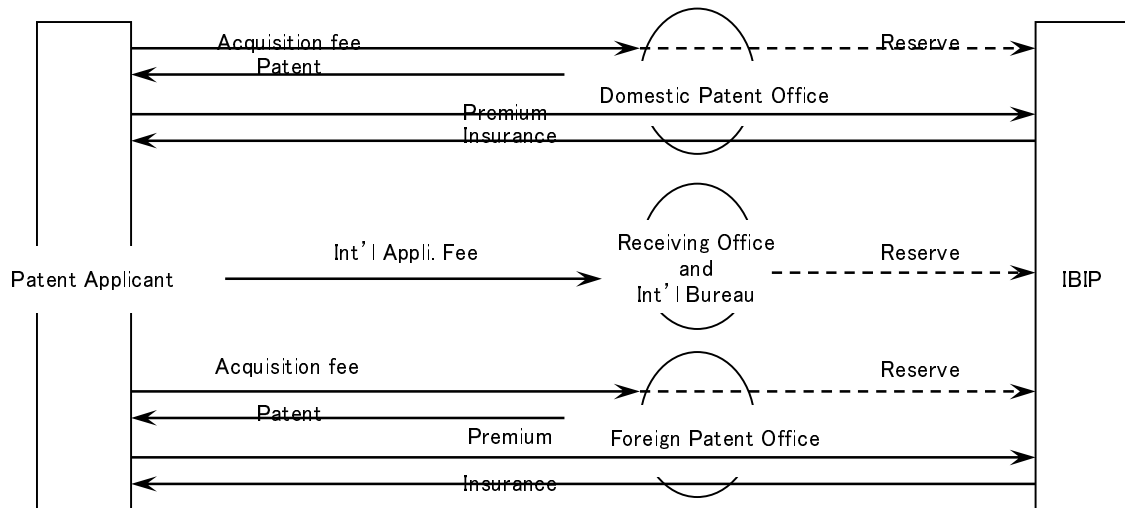 Acquisition fee
Reserve
Patent
Domestic Patent Office
Premium
Insurance
Int'l Appli. Fee
Receiving Office
and
Int'l Bureau
Reserve
Patent Applicant
IBIP
Acquisition fee
Reserve
Patent
Premium
Foreign Patent Office
Insurance